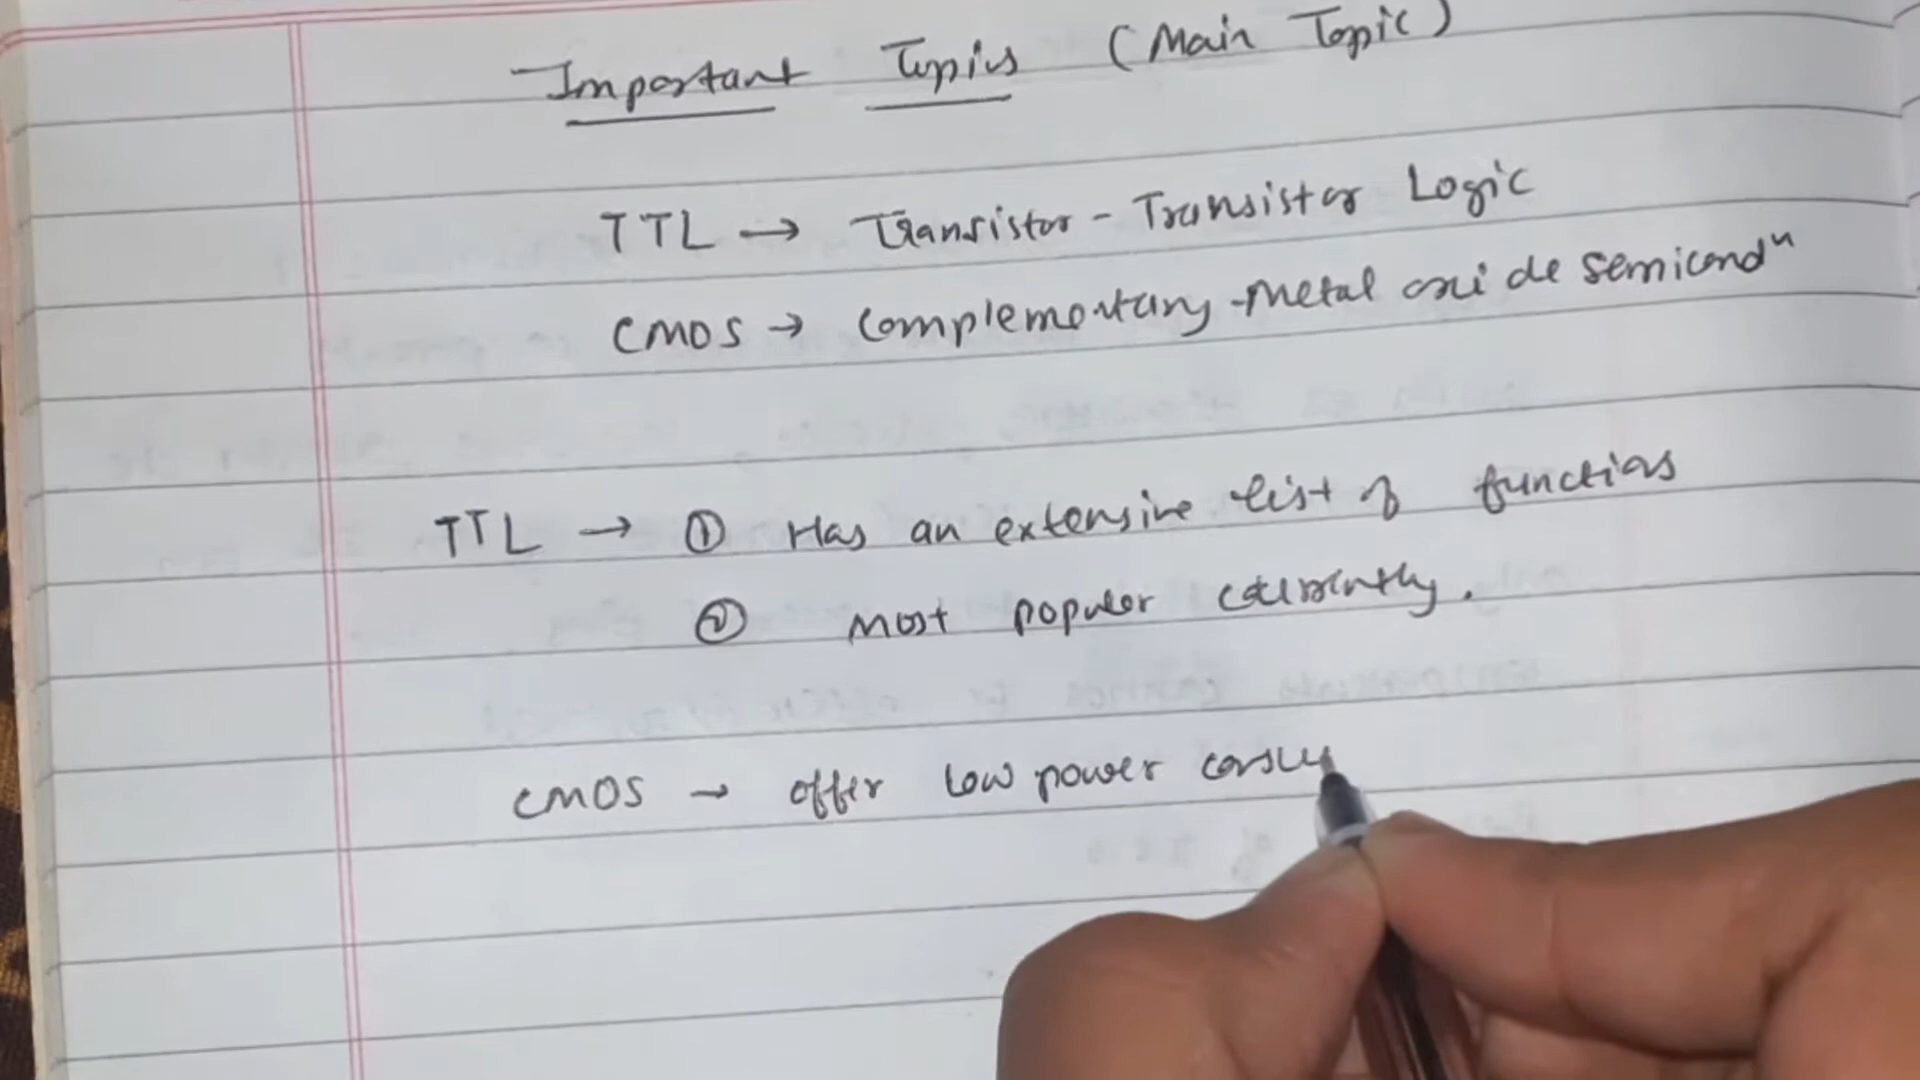 Important Topics (Main Topic)
TTL → Transistor - Transistor Logic
CMOS → Complementary-Metal oxide semicondⁿ
TTL → ① Has an extensive list of functions
② Most popular currently.
CMOS → offer low power consu